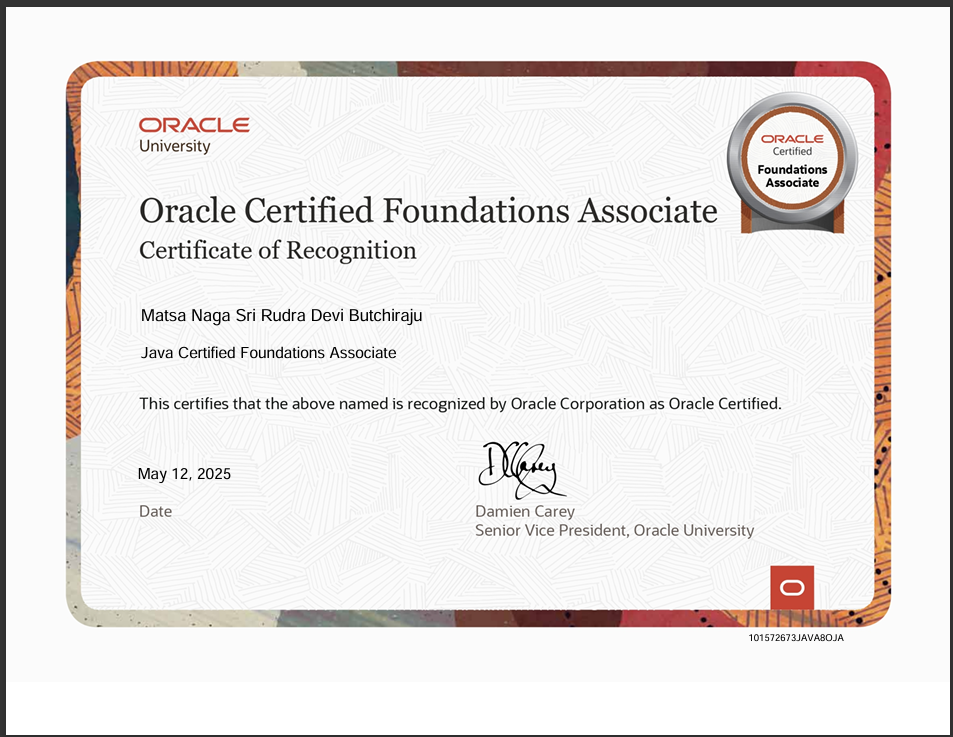 ORACLE
University
ORACLE
Certified
Foundations
Associate
Oracle Certified Foundations Associate
Certificate of Recognition
Matsa Naga Sri Rudra Devi Butchiraju
Java Certified Foundations Associate
This certifies that the above named is recognized by Oracle Corporation as Oracle Certified.
May 12, 2025
Date
DCarey
Damien Carey
Senior Vice President, Oracle University
101572673JAVA8OJA